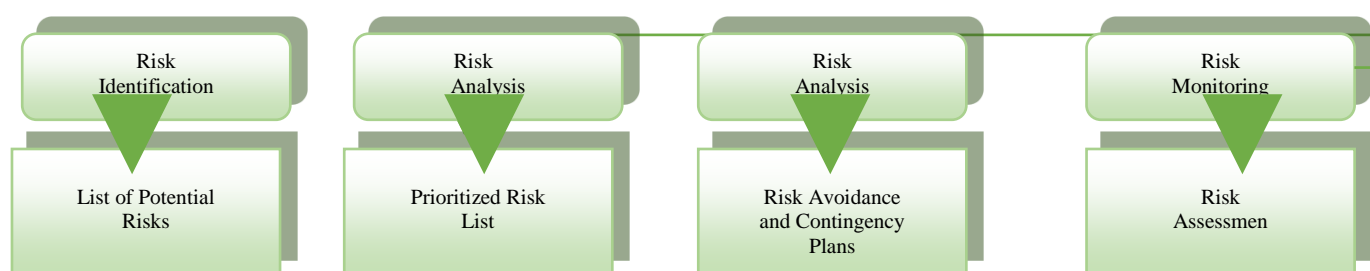 Risk
Identification
Risk
Analysis
Risk
Analysis
Risk
Monitoring
List of Potential
Risks
Prioritized Risk
List
Risk Avoidance
and Contingency
Plans
Risk
Assessmen